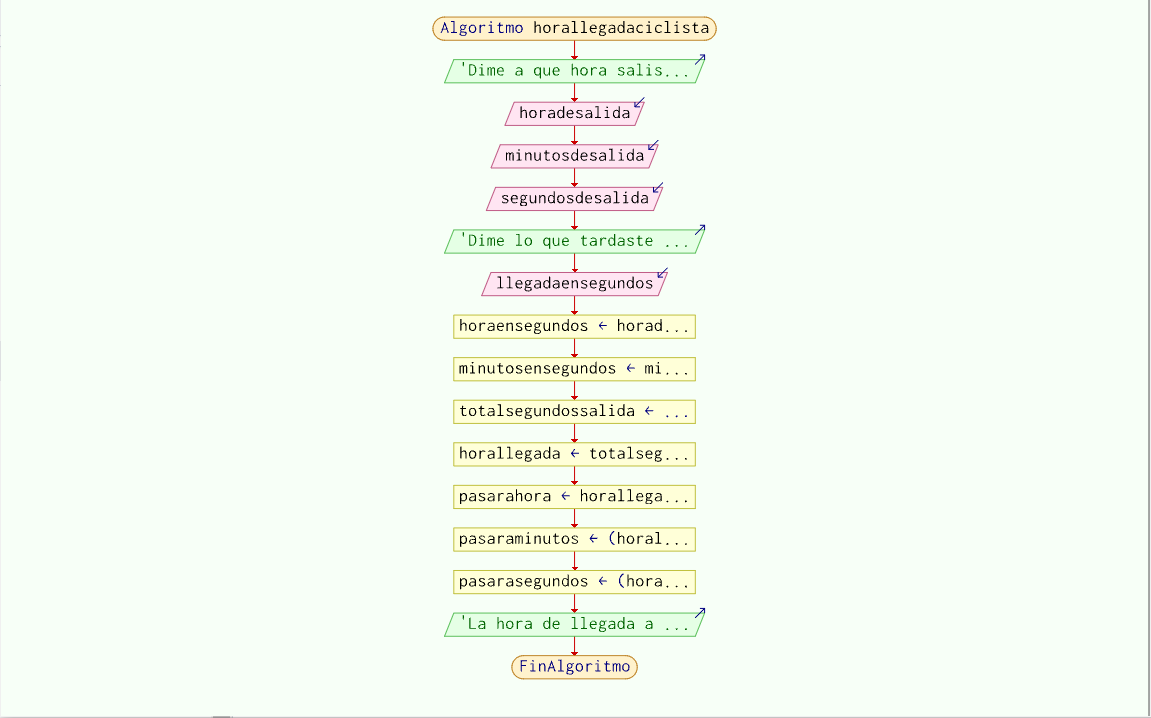 Algoritmo horallegadaciclista
'Dime a que hora salis...
horadesalida
minutosdesalida
segundosdesalida
'Dime lo que tardaste ...
llegadaensegundos
horaensegundos ← horad...
minutosensegundos ← mi...
totalsegundossalida ← ...
horallegada ← totalseg...
pasarahora ← horallega...
pasaraminutos ← (horal...
pasarasegundos ← (hora...
'La hora de llegada a ...
FinAlgoritmo